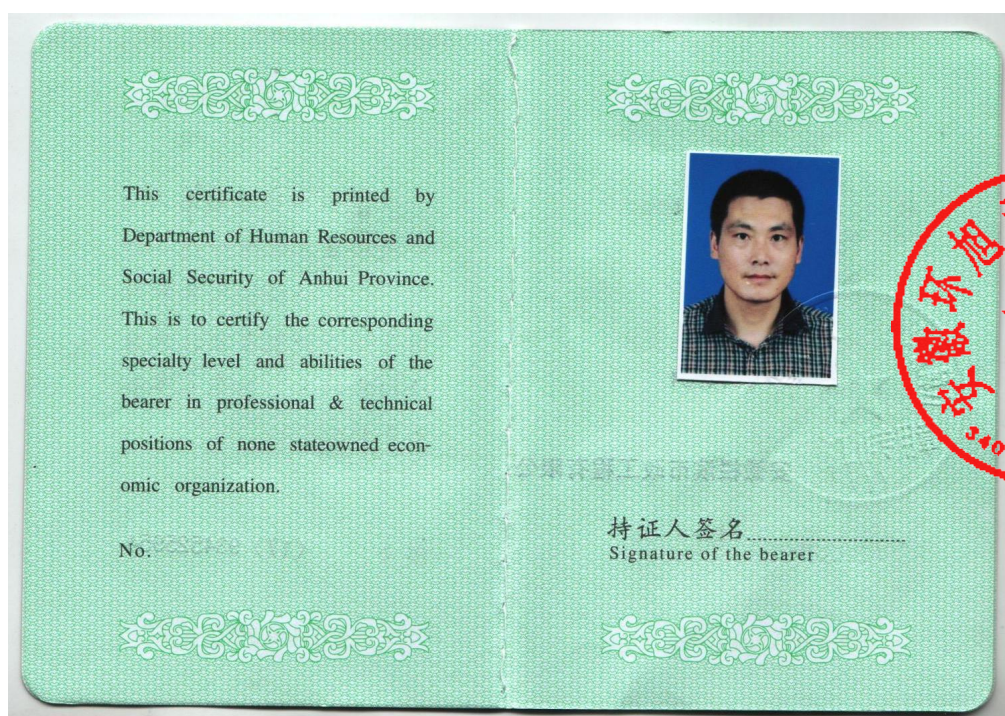 This certificate is printed by
Department of Human Resources and
Social Security of Anhui Province.
This is to certify the corresponding
specialty level and abilities of the
bearer in professional & technical
positions of none stateowned econ-
omic organization.
No.
持证人签名
Signature of the bearer
安徽环旭
340